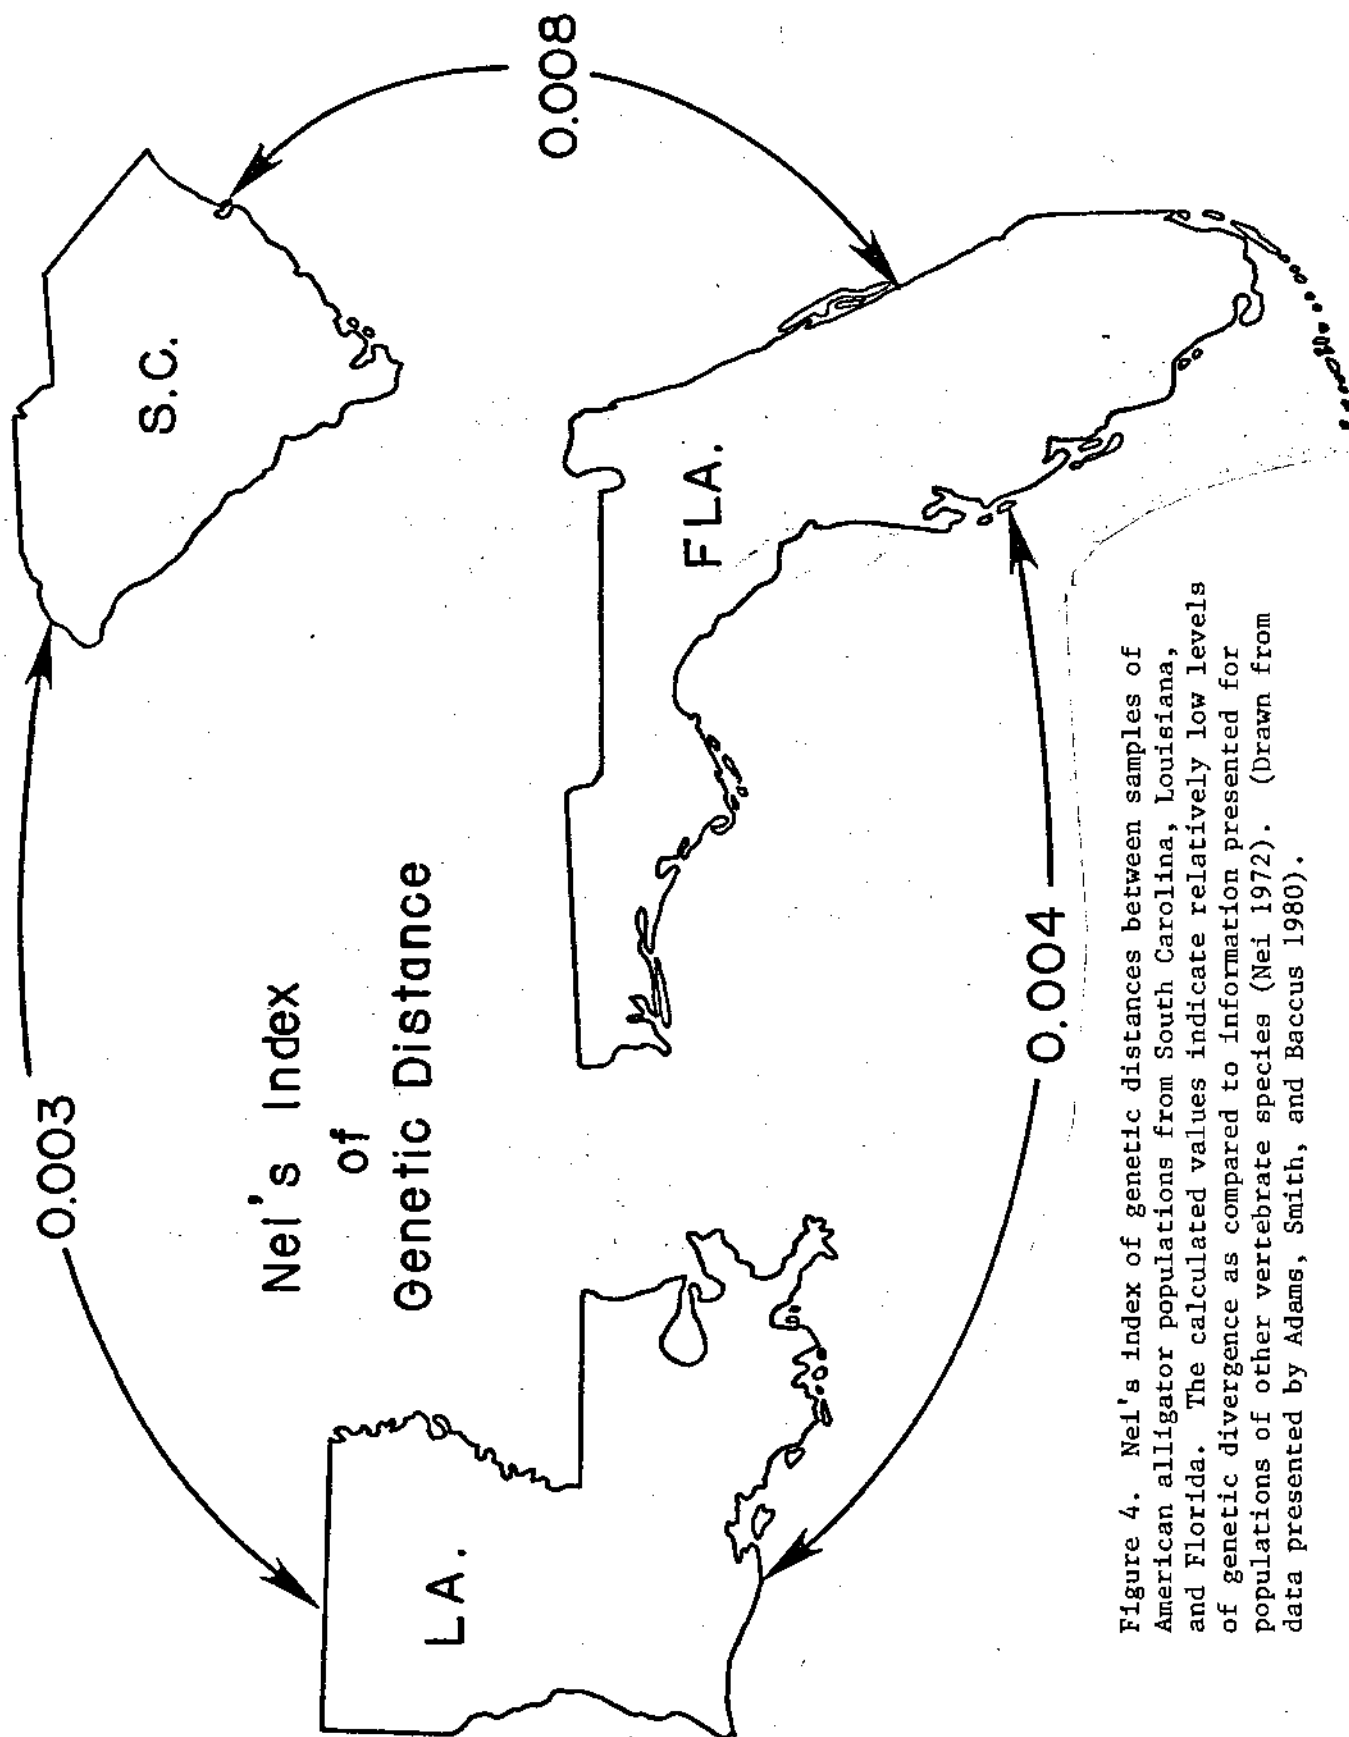 0.003
0.008
S.C.
Nei's Index
of
Genetic Distance
LA.
FLA.
0.004
Figure 4. Nei's index of genetic distances between samples of
American alligator populations from South Carolina, Louisiana,
and Florida. The calculated values indicate relatively low levels
of genetic divergence as compared to information presented for
populations of other vertebrate species (Nei 1972). (Drawn from
data presented by Adams, Smith, and Baccus 1980).